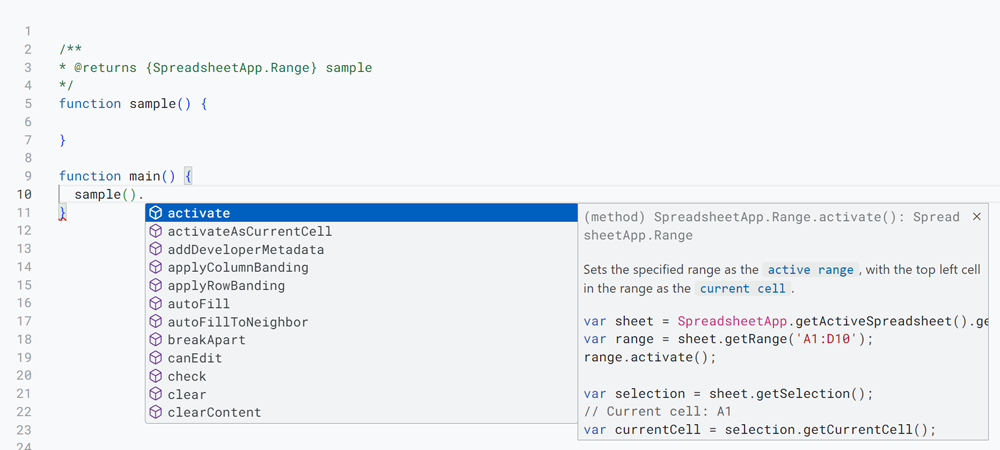 1
2 /**
3 * @returns {SpreadsheetApp.Range} sample
4 */
5 function sample() {
6
7 }
8
9 function main() {
10 sample().
11 }
12
13
14
15
16
17
18
19
20
21
22
23
24
activate
activateAsCurrentCell
addDeveloperMetadata
applyColumnBanding
applyRowBanding
autoFill
autoFillToNeighbor
breakApart
canEdit
check
clear
clearContent
(method) SpreadsheetApp.Range.activate(): Spread
sheetApp.Range
Sets the specified range as the active range, with the top left cell
in the range as the current cell.
var sheet = SpreadsheetApp.getActiveSpreadsheet().ge
var range = sheet.getRange('A1:D10');
range.activate();
var selection = sheet.getSelection();
// Current cell: A1
var currentCell = selection.getCurrentCell();